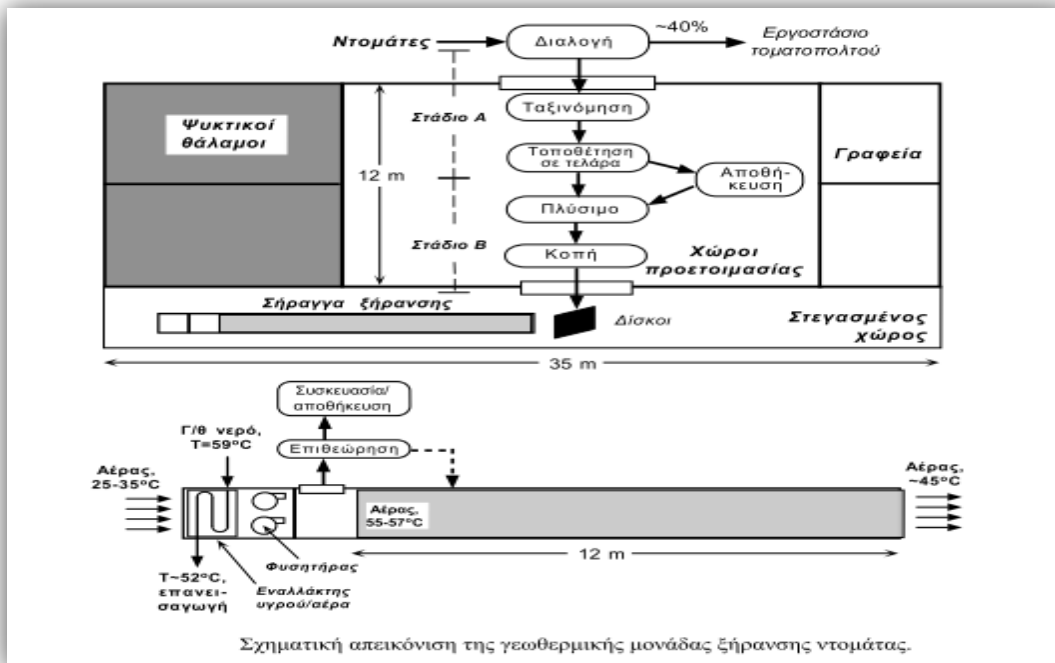 Ντομάτες
Διαλογή
~40%
Εργοστάσιο
τοματοπολτού
Ψυκτικοί
θάλαμοι
12 m
Στάδιο Α
Στάδιο Β
Ταξινόμηση
Τοποθέτηση
σε τελάρα
Αποθή-
κευση
Πλύσιμο
Κοπή
Χώροι
προετοιμασίας
Γραφεία
Σήραγγα ξήρανσης
Δίσκοι
Στεγασμένος
χώρος
35 m
Συσκευασία/
αποθήκευση
Γ/θ νερό,
Τ=59°C
Επιθεώρηση
Αέρας,
25-35°C
Αέρας,
55-57°C
Αέρας,
~45°C
12 m
Φυσητήρας
Τ~52°C,
επανει-
σαγωγή
Εναλλάκτης
υγρού/αέρα
Σχηματική απεικόνιση της γεωθερμικής μονάδας ξήρανσης ντομάτας.